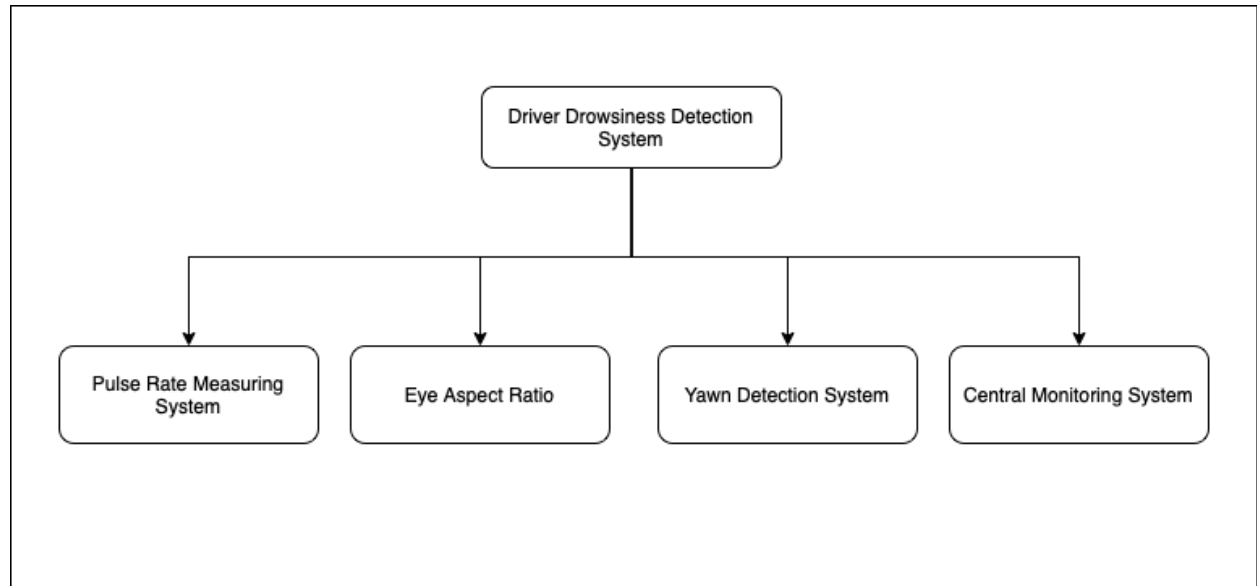 Driver Drowsiness Detection
System
Pulse Rate Measuring
System
Eye Aspect Ratio
Yawn Detection System
Central Monitoring System